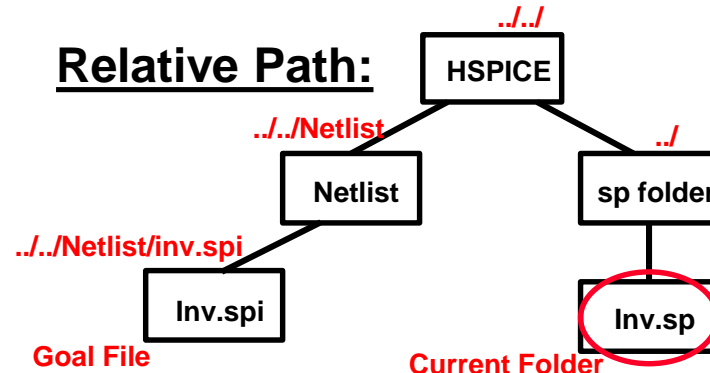 ../../
Relative Path:
HSPICE
../../Netlist
../
Netlist
sp folder
../../Netlist/inv.spi
Inv.spi
Inv.sp
Goal File
Current Folder